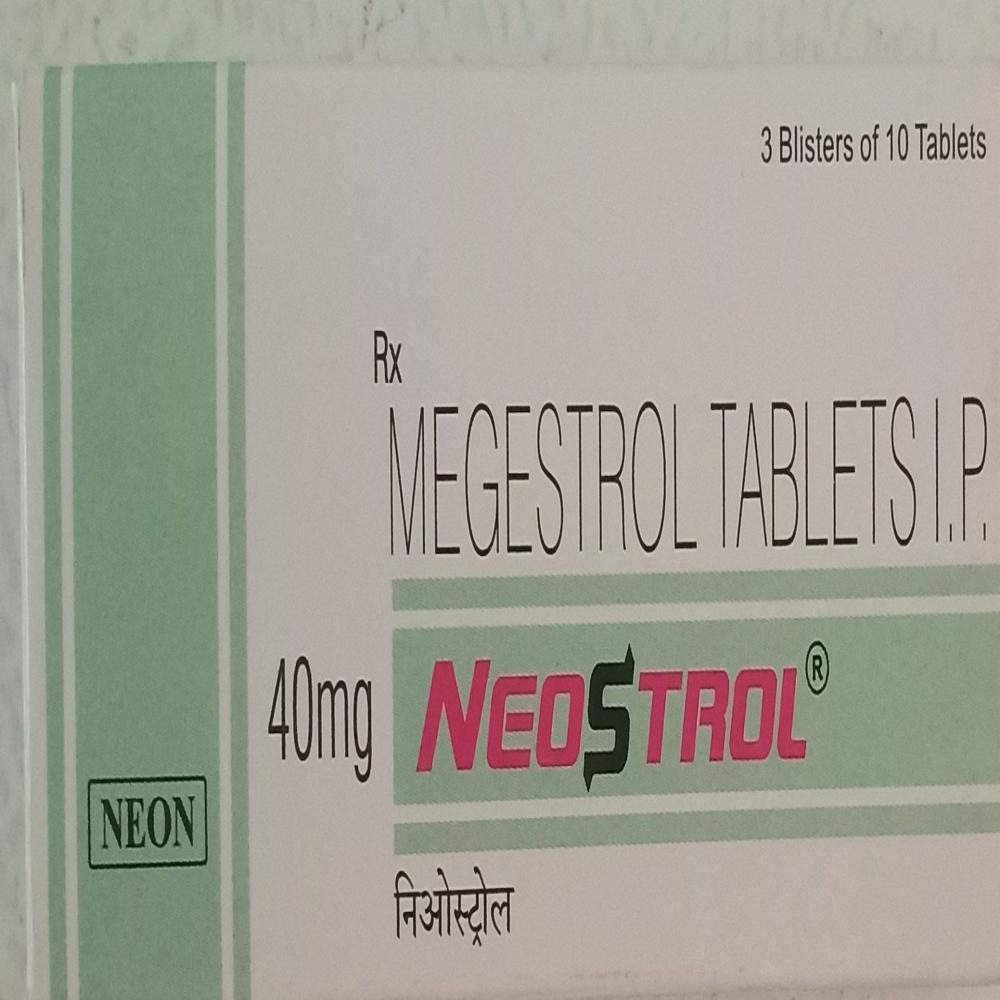 3 Blisters of 10 Tablets
Rx
MEGESTROL TABLETS I.P.
40mg NEOSTROL®
NEON
निओस्ट्रोल